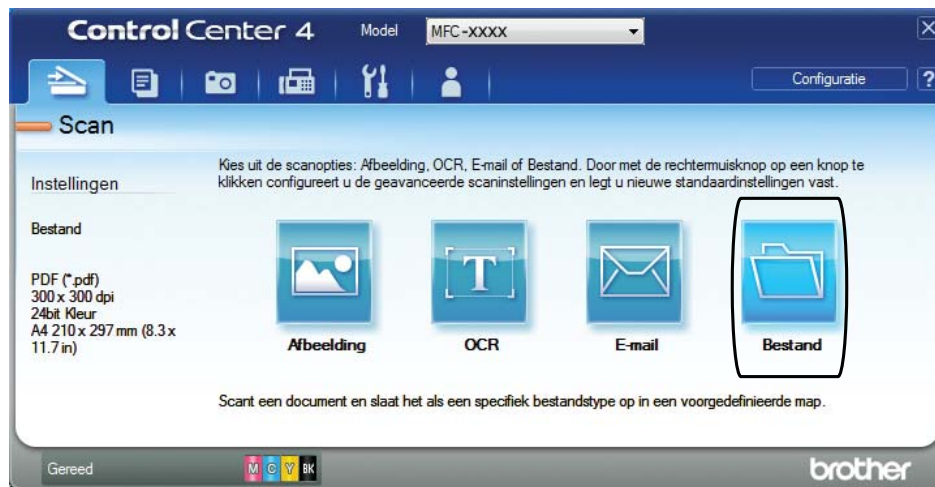 Control Center 4 Model MFC-XXXX
Configuratie ?
Scan
Instellingen
Bestand
PDF (*.pdf)
300 x 300 dpi
24bit Kleur
A4 210 x 297 mm (8.3 x
11.7 in)
Kies uit de scanopties: Afbeelding, OCR, E-mail of Bestand. Door met de rechtermuisknop op een knop te
klikken configureert u de geavanceerde scaninstellingen en legt u nieuwe standaardinstellingen vast.
T
Afbeelding OCR E-mail Bestand
Scant een document en slaat het als een specifiek bestandstype op in een voorgedefinieerde map.
Gereed M C Y BK brother